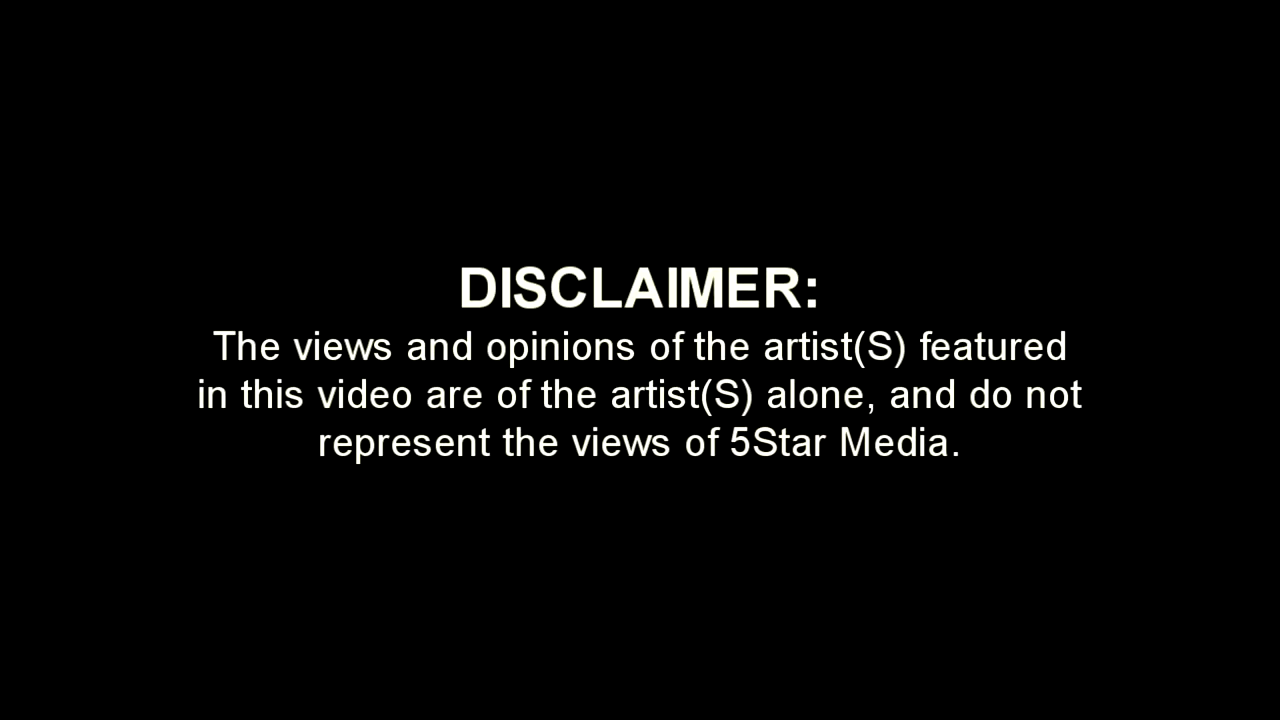 DISCLAIMER:
The views and opinions of the artist(S) featured
in this video are of the artist(S) alone, and do not
represent the views of 5Star Media.